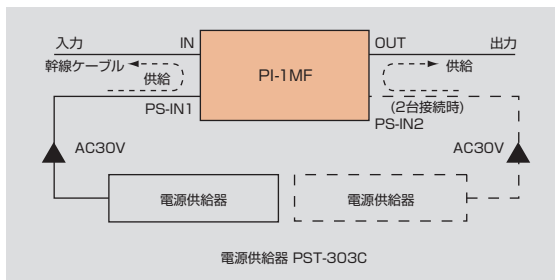 入力 IN OUT 出力
幹線ケーブル PI-1MF
供給 供給
PS-IN1 (2台接続時)
PS-IN2
AC30V AC30V
電源供給器 電源供給器
電源供給器 PST-303C